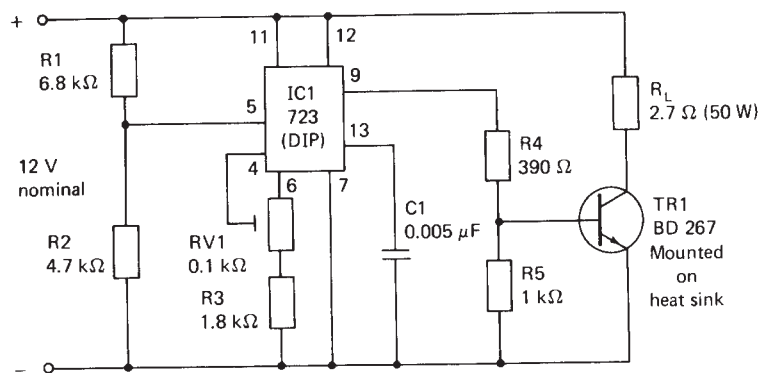 +
R1
6.8 kΩ
11
12
IC1
723
(DIP)
5
4
6
7
9
13
12 V
nominal
R2
4.7 kΩ
RV1
0.1 kΩ
R3
1.8 kΩ
C1
0.005 μF
R4
390 Ω
R5
1 kΩ
RL
2.7 Ω (50 W)
TR1
BD 267
Mounted
on
heat sink
–